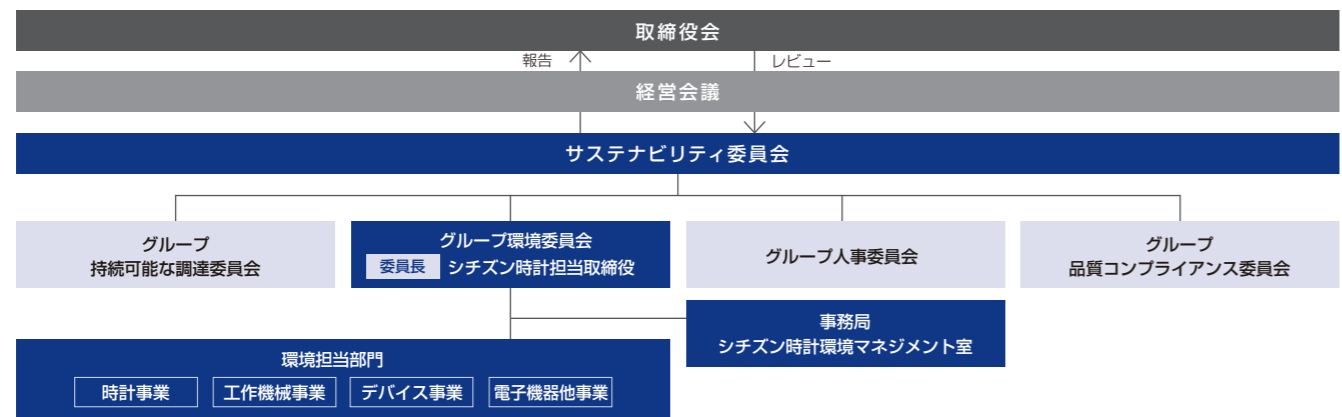 取締役会
報告
レビュー
経営会議
サステナビリティ委員会
グループ
持続可能な調達委員会
グループ環境委員会
委員長 シチズン時計担当取締役
グループ人事委員会
グループ
品質コンプライアンス委員会
事務局
シチズン時計環境マネジメント室
環境担当部門
時計事業
工作機械事業
デバイス事業
電子機器他事業